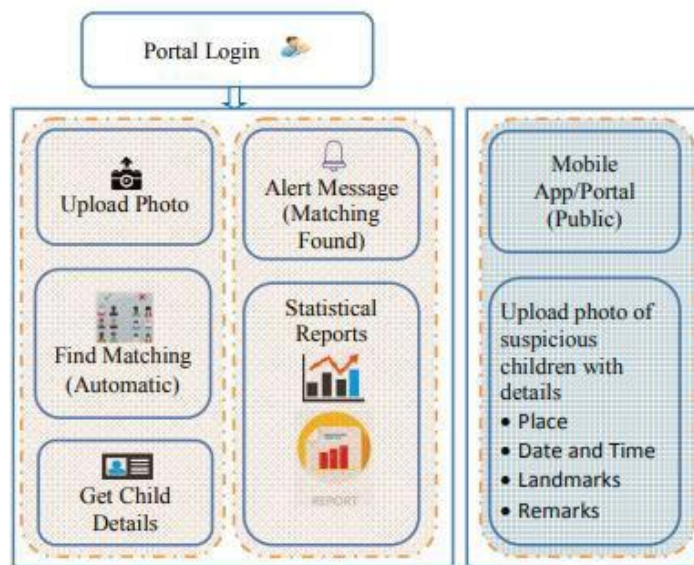 Portal Login
Upload Photo
Find Matching
(Automatic)
Get Child
Details
Alert Message
(Matching
Found)
Statistical
Reports
REPORT
Mobile
App/Portal
(Public)
Upload photo of
suspicious
children with
details
• Place
• Date and Time
• Landmarks
• Remarks